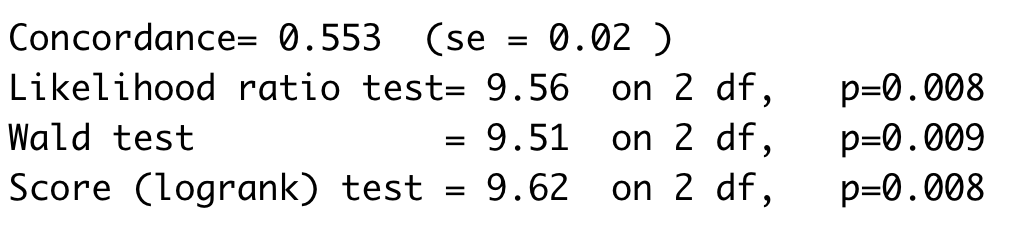 Concordance= 0.553  (se = 0.02 )
Likelihood ratio test= 9.56  on 2 df,   p=0.008
Wald test            = 9.51  on 2 df,   p=0.009
Score (logrank) test = 9.62  on 2 df,   p=0.008